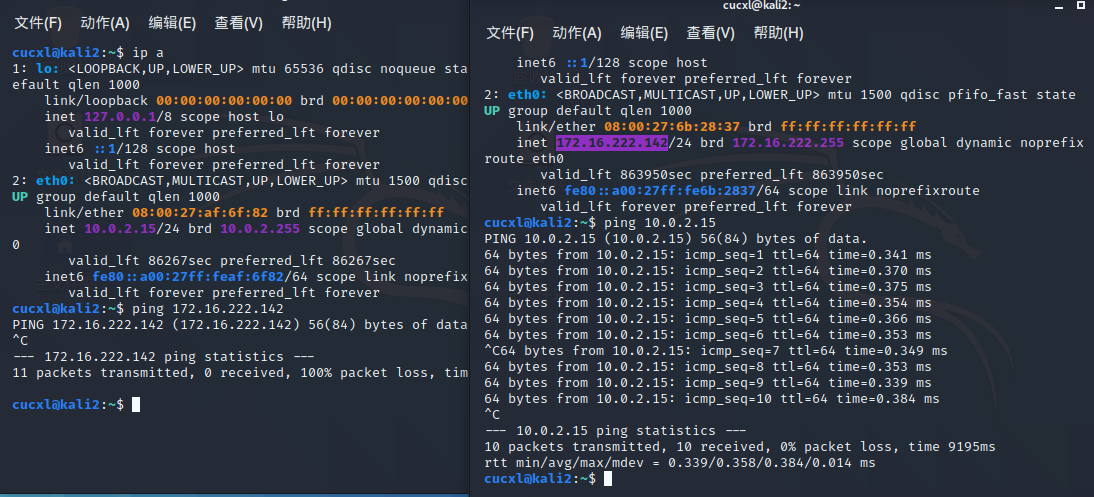 文件(F) 动作(A) 编辑(E) 查看(V) 帮助(H)
cucxl@kali2:~$ ip a
1: lo: <LOOPBACK,UP,LOWER_UP> mtu 65536 qdisc noqueue sta
efault qlen 1000
link/loopback 00:00:00:00:00:00 brd 00:00:00:00:00:00
inet 127.0.0.1/8 scope host lo
valid_lft forever preferred_lft forever
inet6 ::1/128 scope host
valid_lft forever preferred_lft forever
2: eth0: <BROADCAST,MULTICAST,UP,LOWER_UP> mtu 1500 qdisc
UP group default qlen 1000
link/ether 08:00:27:af:6f:82 brd ff:ff:ff:ff:ff:ff
inet 10.0.2.15/24 brd 10.0.2.255 scope global dynamic
0
valid_lft 86267sec preferred_lft 86267sec
inet6 fe80::a00:27ff:feaf:6f82/64 scope link noprefix
valid_lft forever preferred_lft forever
cucxl@kali2:~$ ping 172.16.222.142
PING 172.16.222.142 (172.16.222.142) 56(84) bytes of data
^C
--- 172.16.222.142 ping statistics ---
11 packets transmitted, 0 received, 100% packet loss, tim
cucxl@kali2:~$
cucxl@kali2:~
文件(F) 动作(A) 编辑(E) 查看(V) 帮助(H)
inet6 ::1/128 scope host
valid_lft forever preferred_lft forever
2: eth0: <BROADCAST,MULTICAST,UP,LOWER_UP> mtu 1500 qdisc pfifo_fast state
UP group default qlen 1000
link/ether 08:00:27:6b:28:37 brd ff:ff:ff:ff:ff:ff
inet 172.16.222.142/24 brd 172.16.222.255 scope global dynamic noprefix
route eth0
valid_lft 863950sec preferred_lft 863950sec
inet6 fe80::a00:27ff:fe6b:2837/64 scope link noprefixroute
valid_lft forever preferred_lft forever
cucxl@kali2:~$ ping 10.0.2.15
PING 10.0.2.15 (10.0.2.15) 56(84) bytes of data.
64 bytes from 10.0.2.15: icmp_seq=1 ttl=64 time=0.341 ms
64 bytes from 10.0.2.15: icmp_seq=2 ttl=64 time=0.370 ms
64 bytes from 10.0.2.15: icmp_seq=3 ttl=64 time=0.375 ms
64 bytes from 10.0.2.15: icmp_seq=4 ttl=64 time=0.354 ms
64 bytes from 10.0.2.15: icmp_seq=5 ttl=64 time=0.366 ms
64 bytes from 10.0.2.15: icmp_seq=6 ttl=64 time=0.353 ms
^C64 bytes from 10.0.2.15: icmp_seq=7 ttl=64 time=0.349 ms
64 bytes from 10.0.2.15: icmp_seq=8 ttl=64 time=0.353 ms
64 bytes from 10.0.2.15: icmp_seq=9 ttl=64 time=0.339 ms
64 bytes from 10.0.2.15: icmp_seq=10 ttl=64 time=0.384 ms
^C
--- 10.0.2.15 ping statistics ---
10 packets transmitted, 10 received, 0% packet loss, time 9195ms
rtt min/avg/max/mdev = 0.339/0.358/0.384/0.014 ms
cucxl@kali2:~$